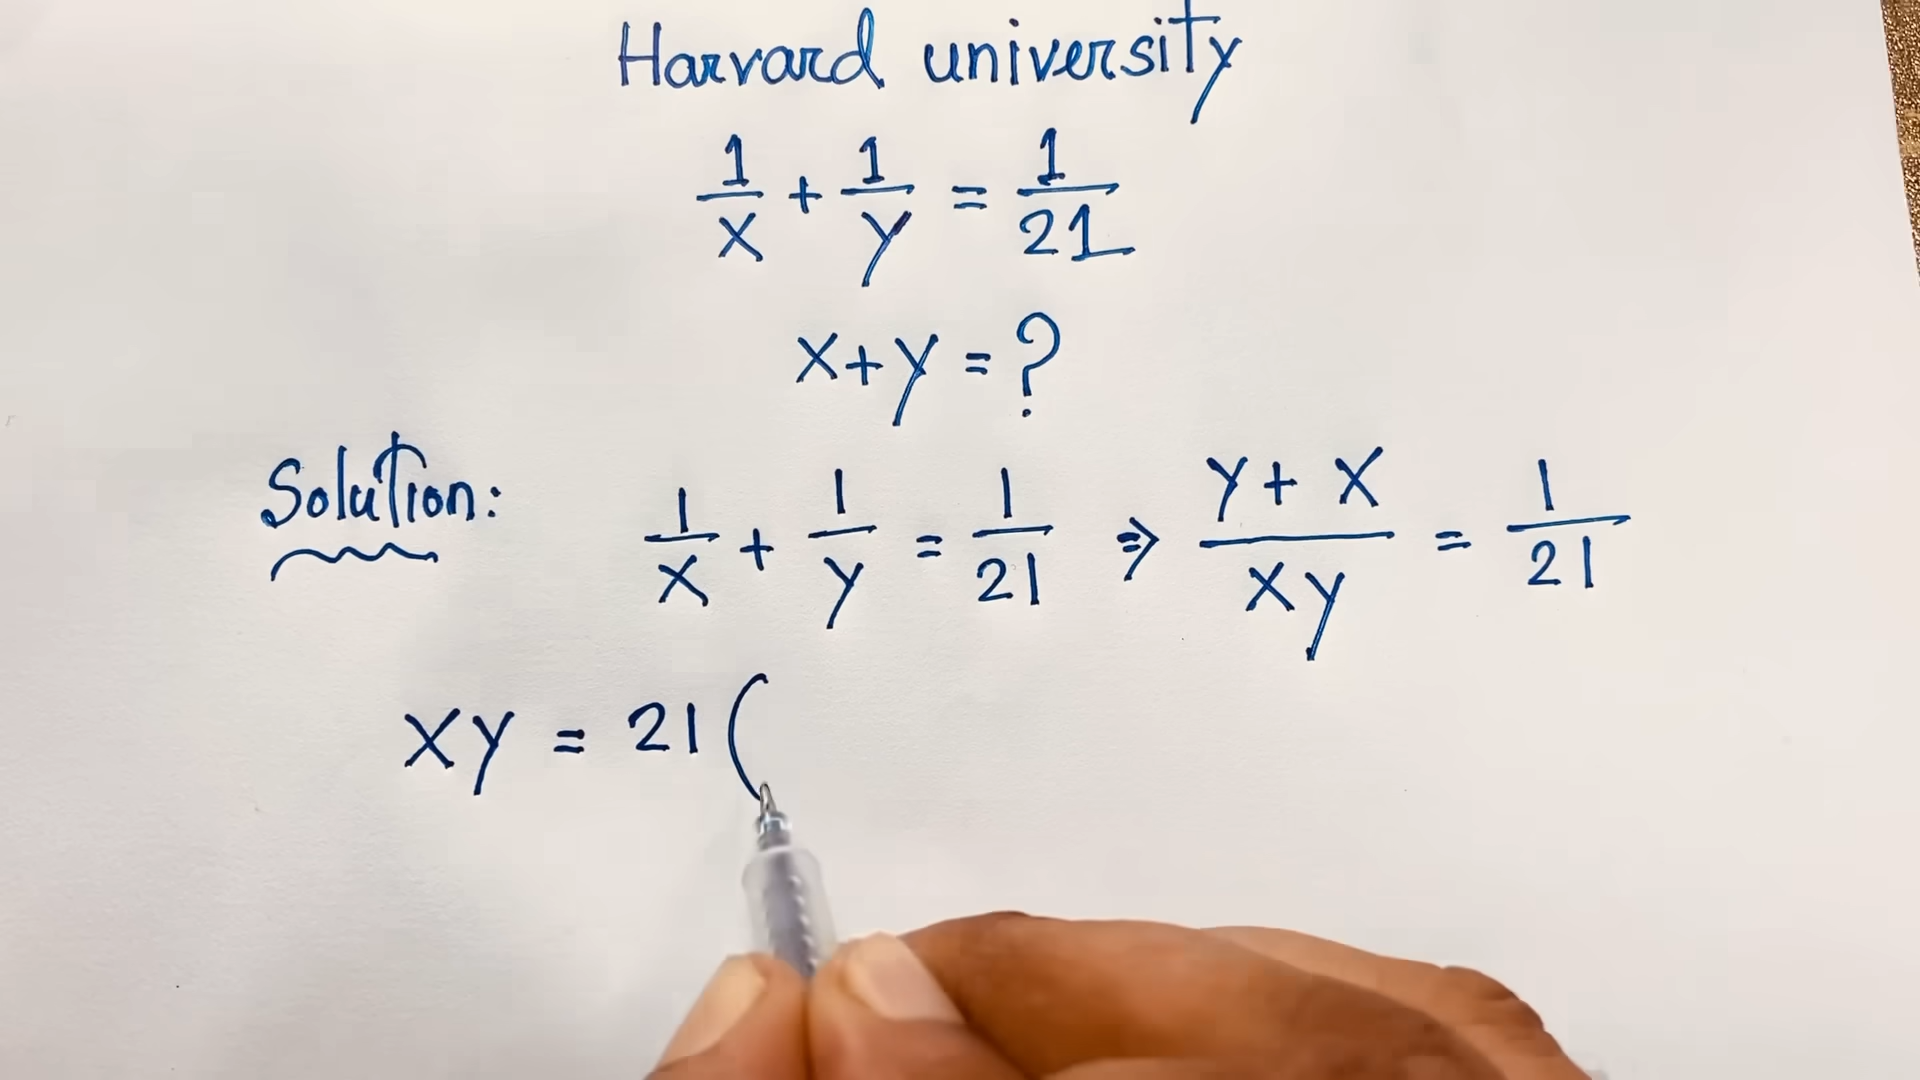 Harvard university
1/x + 1/y = 1/21
x+y = ?
Solution: 1/x + 1/y = 1/21 ⇒ y+x/xy = 1/21
xy = 21(